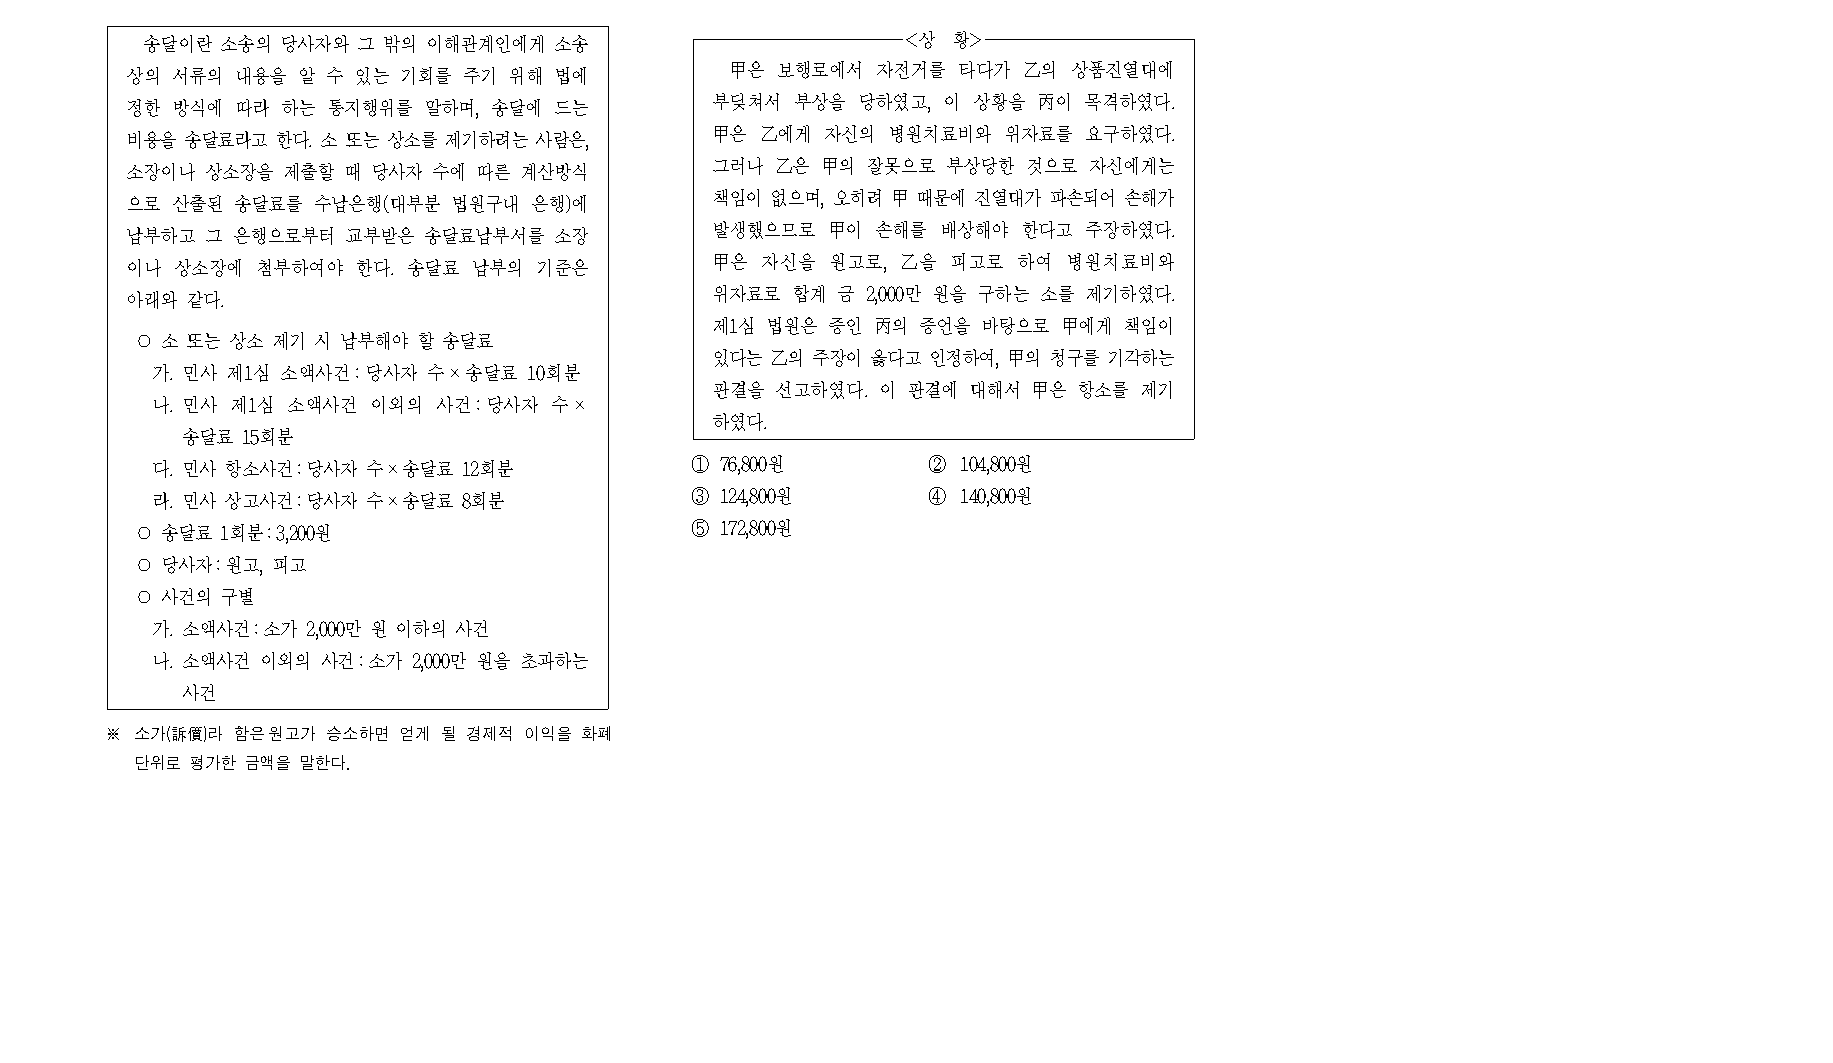 송달이란 소송의 당사자와 그 밖의 이해관계인에게 소송
상의 서류의 내용을 알 수 있는 기회를 주기 위해 법에
정한 방식에 따라 하는 통지행위를 말하며, 송달에 드는
비용을 송달료라고 한다. 소 또는 상소를 제기하려는 사람은,
소장이나 상소장을 제출할 때 당사자 수에 따른 계산방식
으로 산출된 송달료를 수납은행(대부분 법원구내 은행)에
납부하고 그 은행으로부터 교부받은 송달료납부서를 소장
이나 상소장에 첨부하여야 한다. 송달료 납부의 기준은
아래와 같다.
○ 소 또는 상소 제기 시 납부해야 할 송달료
가. 민사 제1심 소액사건 : 당사자 수 × 송달료 10회분
나. 민사 제1심 소액사건 이외의 사건 : 당사자 수 ×
송달료 15회분
다. 민사 항소사건 : 당사자 수 × 송달료 12회분
라. 민사 상고사건 : 당사자 수 × 송달료 8회분
○ 송달료 1회분 : 3,200원
○ 당사자 : 원고, 피고
○ 사건의 구별
가. 소액사건 : 소가 2,000만 원 이하의 사건
나. 소액사건 이외의 사건 : 소가 2,000만 원을 초과하는
사건
※ 소가(訴價)라 함은 원고가 승소하면 얻게 될 경제적 이익을 화폐
단위로 평가한 금액을 말한다.
<상 황>
甲은 보행로에서 자전거를 타다가 乙의 상품진열대에
부딪쳐서 부상을 당하였고, 이 상황을 丙이 목격하였다.
甲은 乙에게 자신의 병원치료비와 위자료를 요구하였다.
그러나 乙은 甲의 잘못으로 부상당한 것으로 자신에게는
책임이 없으며, 오히려 甲 때문에 진열대가 파손되어 손해가
발생했으므로 甲이 손해를 배상해야 한다고 주장하였다.
甲은 자신을 원고로, 乙을 피고로 하여 병원치료비와
위자료로 합계 금 2,000만 원을 구하는 소를 제기하였다.
제1심 법원은 증인 丙의 증언을 바탕으로 甲에게 책임이
있다는 乙의 주장이 옳다고 인정하여, 甲의 청구를 기각하는
판결을 선고하였다. 이 판결에 대해서 甲은 항소를 제기
하였다.
① 76,800원 ② 104,800원
③ 124,800원 ④ 140,800원
⑤ 172,800원